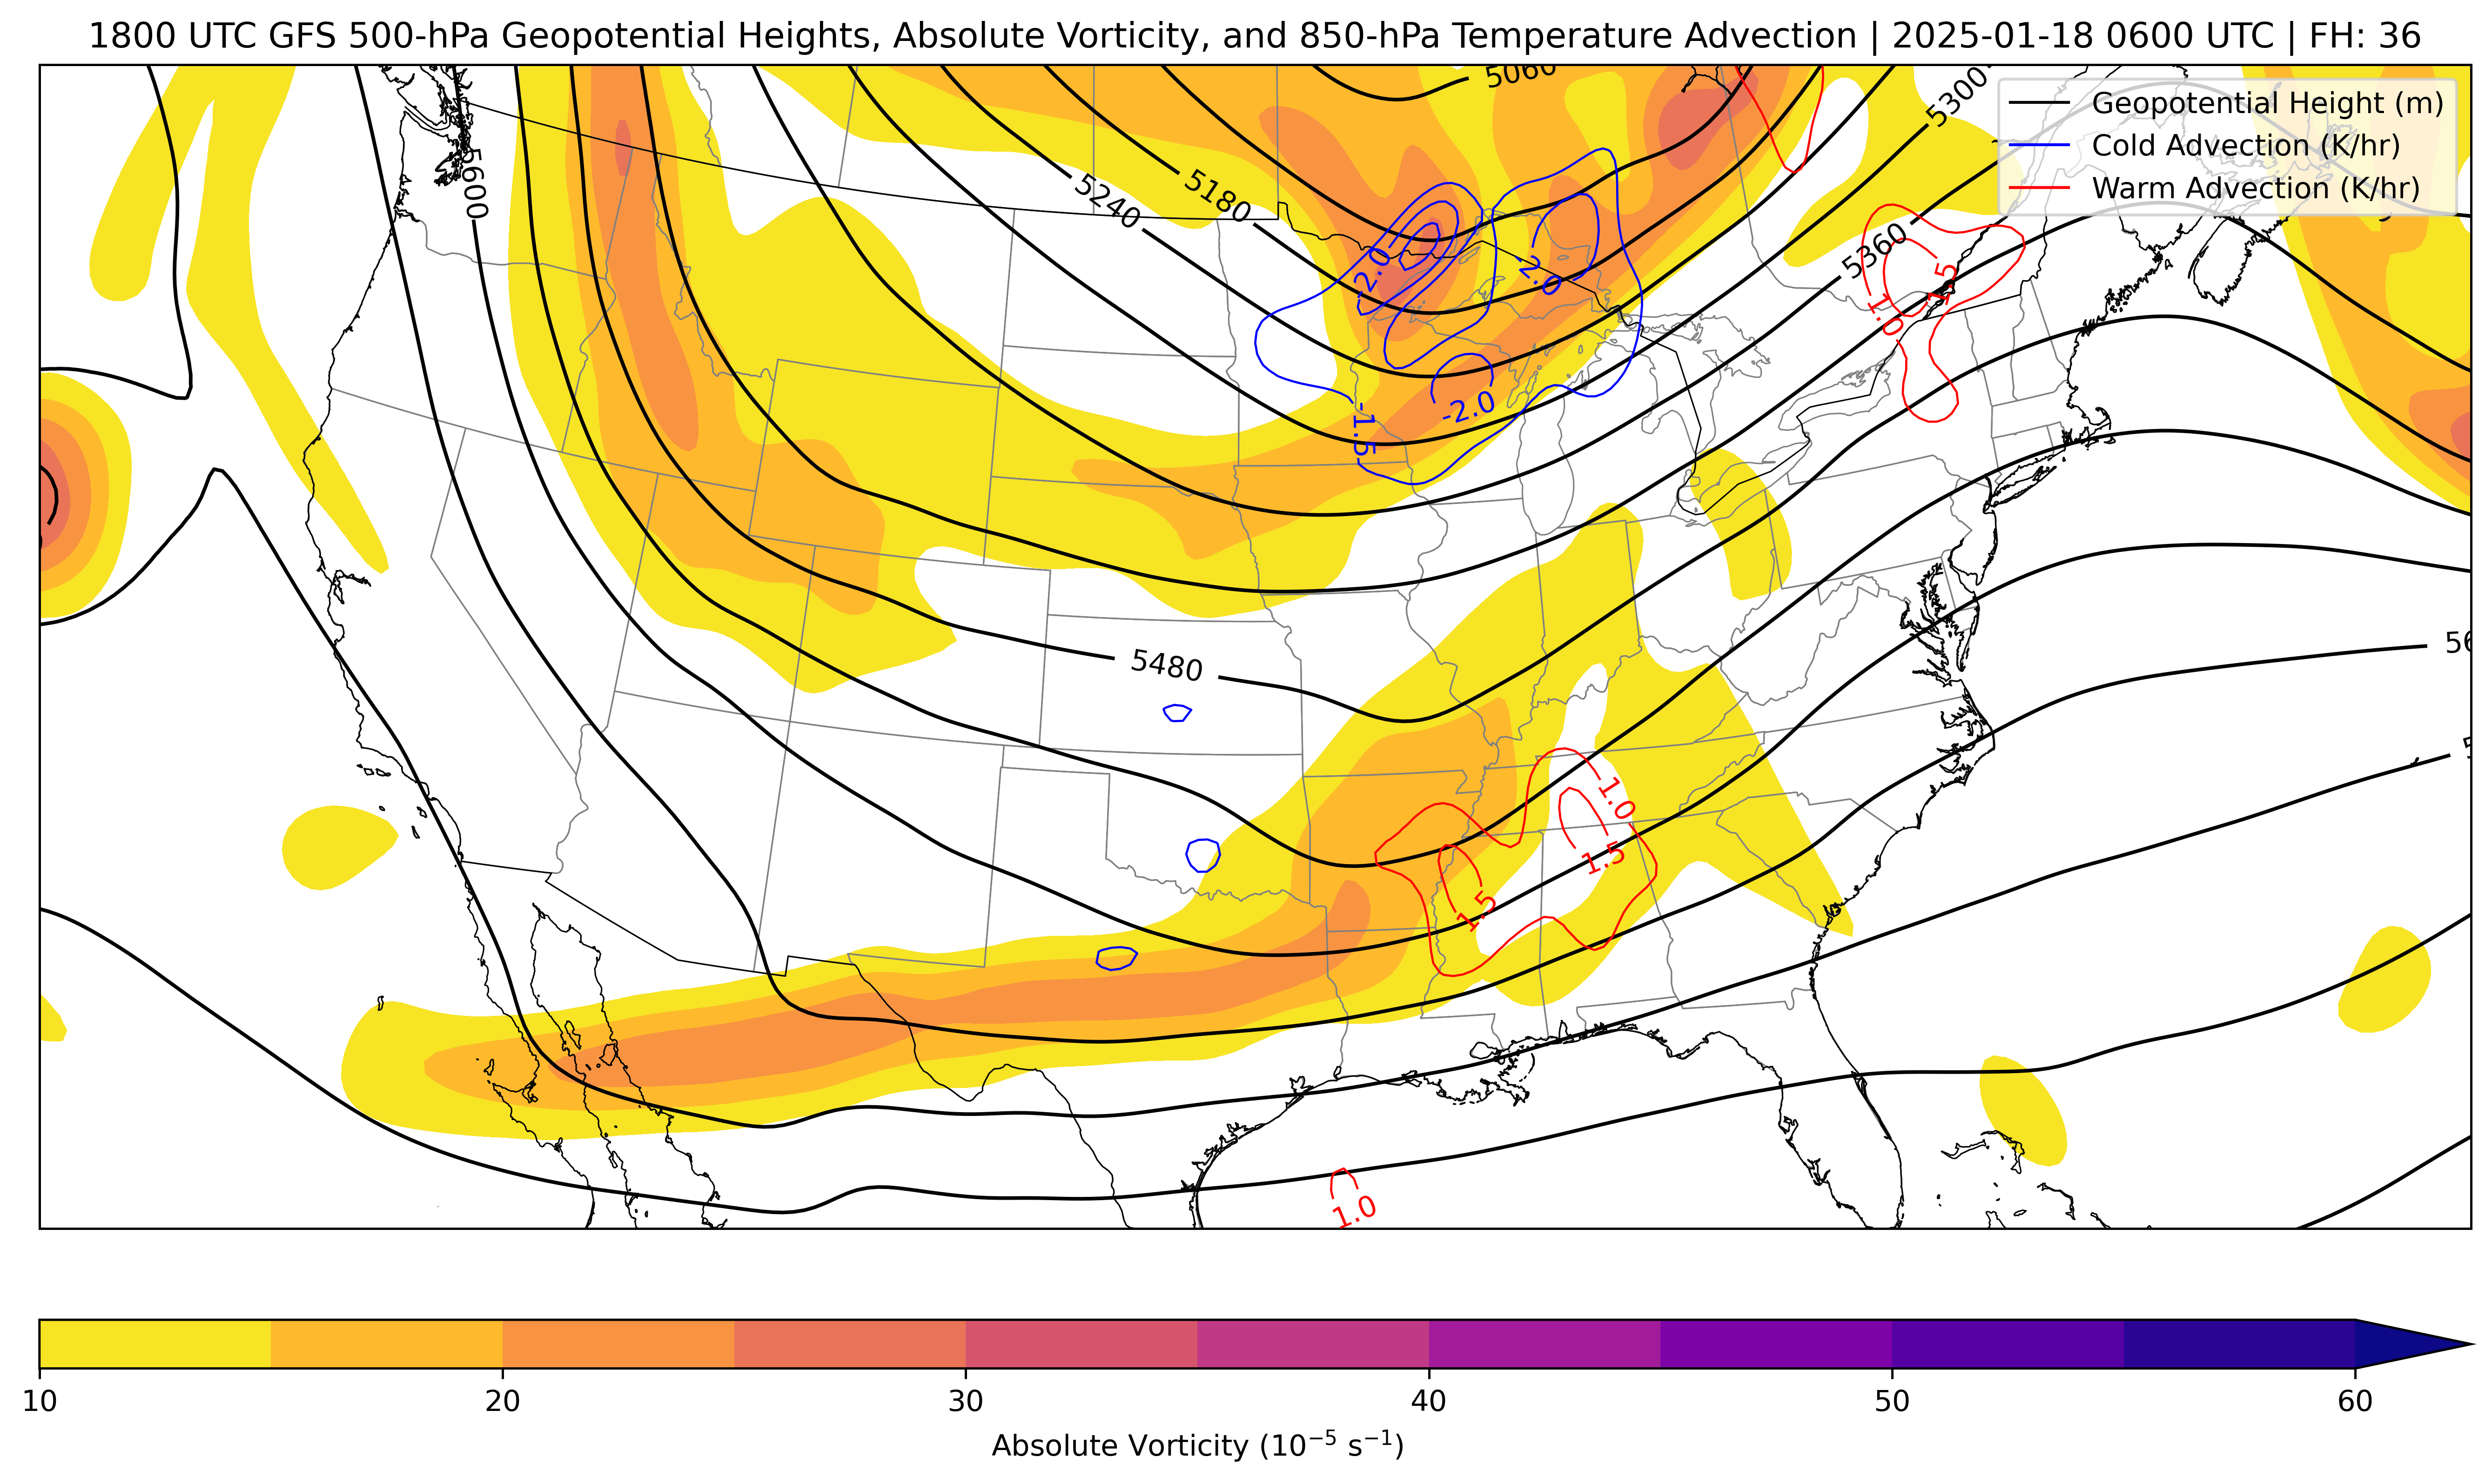 1800 UTC GFS 500-hPa Geopotential Heights, Absolute Vorticity, and 850-hPa Temperature Advection | 2025-01-18 0600 UTC | FH: 36
5060
5300
Geopotential Height (m)
Cold Advection (K/hr)
Warm Advection (K/hr)
5600
5240
5180
5360
-2.0
-2.0
1.5
1.0
-2.0
-1.5
5480
1.0
1.5
1.5
1.0
10 20 30 40 50 60
Absolute Vorticity (10⁻⁵ s⁻¹)